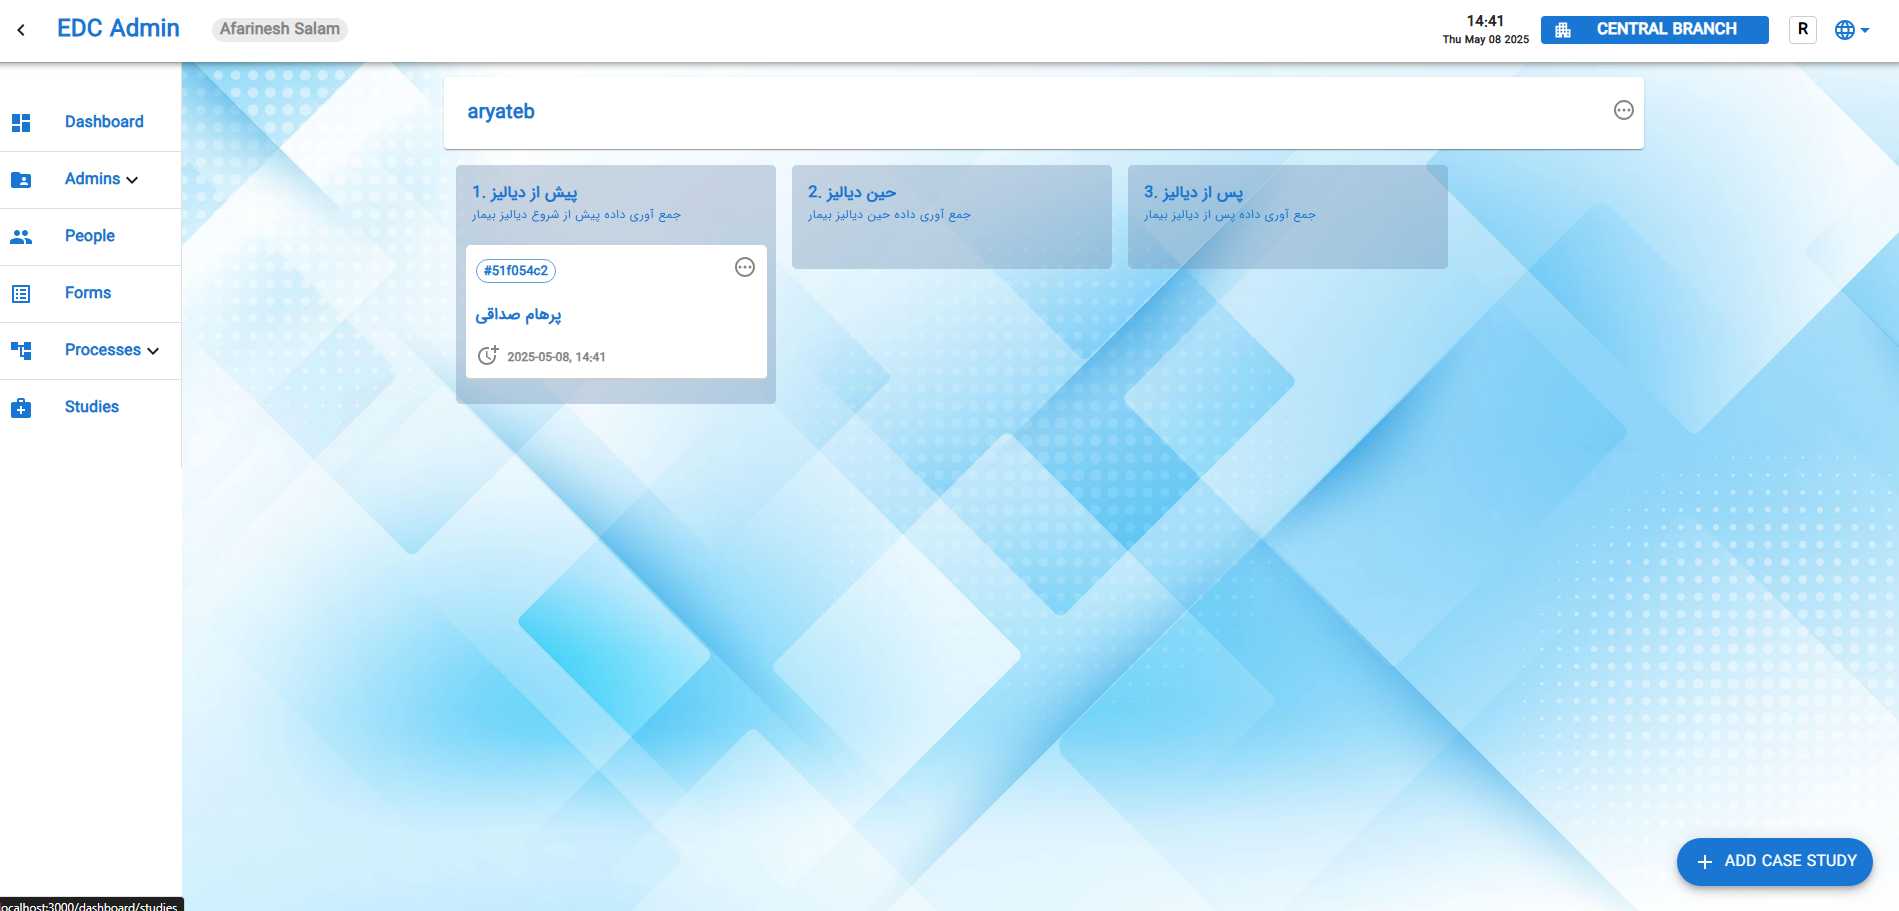 EDC Admin
Afarinesh Salam
14:41
Thu May 08 2025
CENTRAL BRANCH
R
Dashboard
Admins
People
Forms
Processes
Studies
aryateb
1. پیش از دیالیز
جمع آوری داده پیش از شروع دیالیز بیمار
#51f054c2
پرهام صداقی
2025-05-08, 14:41
2. حین دیالیز
جمع آوری داده حین دیالیز بیمار
3. پس از دیالیز
جمع آوری داده پس از دیالیز بیمار
ADD CASE STUDY
ocalhost:3000/dashboard/studies